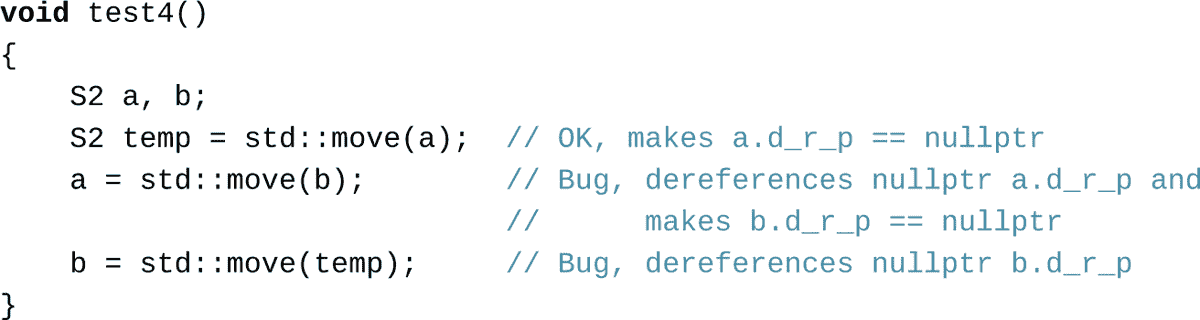 void test4()
{
    S2 a, b;
    S2 temp = std::move(a);  // OK, makes a.d_r_p == nullptr
    a = std::move(b);        // Bug, dereferences nullptr a.d_r_p and
                             //      makes b.d_r_p == nullptr
    b = std::move(temp);     // Bug, dereferences nullptr b.d_r_p
}